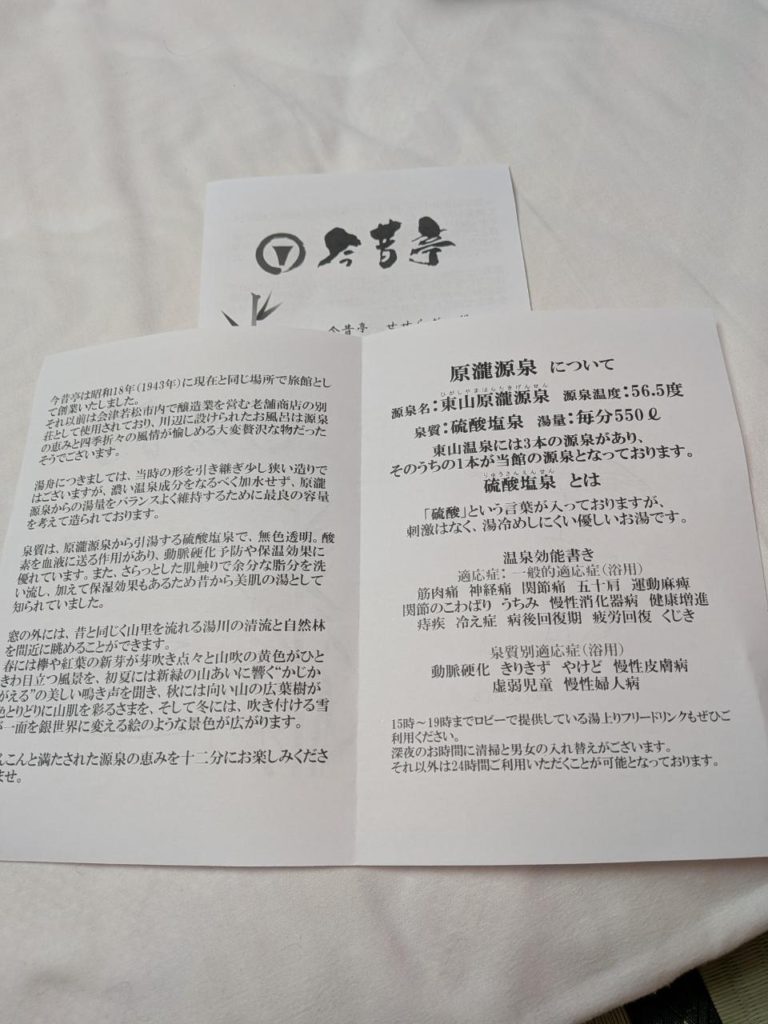 今昔亭
今昔亭
今昔亭は昭和18年(1943年)に現在と同じ場所で旅館とし
て創業いたしました。
それ以前は会津若松市内で醸造業を営む老舗商店の別
荘として使用されており、川辺に設けられたお風呂は源泉
の恵みと四季折々の風情が愉しめる大変贅沢な物だった
そうでございます。
湯舟につきましては、当時の形を引き継ぎ少し狭い造りで
はございますが、濃い温泉成分をなるべく加水せず、原瀧
源泉からの湯量をバランスよく維持するために最良の容量
を考えて造られております。
泉質は、原瀧源泉から引湯する硫酸塩泉で、無色透明。酸
素を血液に送る作用があり、動脈硬化予防や保温効果に
優れています。また、さらっとした肌触りで余分な脂分を洗
い流し、加えて保湿効果もあるため昔から美肌の湯として
知られていました。
窓の外には、昔と同じく山里を流れる湯川の清流と自然林
を間近に眺めることができます。
春には欅や紅葉の新芽が芽吹き点々と山吹の黄色がひと
きわ目立つ風景を、初夏には新緑の山あいに響く"かじか
がえる"の美しい鳴き声を聞き、秋には向い山の広葉樹が
色とりどりに山肌を彩るさまを、そして冬には、吹き付ける雪
が一面を銀世界に変える絵のような景色が広がります。
んこんと満たされた源泉の恵みを十二分にお楽しみくださ
ませ。
原瀧源泉 について
ひがしやまはらたきげんせん
源泉名:東山原瀧源泉 源泉温度:56.5度
泉質:硫酸塩泉 湯量:毎分550ℓ
東山温泉には3本の源泉があり、
そのうちの1本が当館の源泉となっております。
りゅうさんえんせん
硫酸塩泉 とは
「硫酸」という言葉が入っておりますが、
刺激はなく、湯冷めしにくい優しいお湯です。
温泉効能書き
適応症:一般的適応症(浴用)
筋肉痛 神経痛 関節痛 五十肩 運動麻痺
関節のこわばり うちみ 慢性消化器病 健康増進
痔疾 冷え症 病後回復期 疲労回復 くじき
泉質別適応症(浴用)
動脈硬化 きりきず やけど 慢性皮膚病
虚弱児童 慢性婦人病
15時~19時までロビーで提供している湯上りフリードリンクもぜひご
利用ください。
深夜のお時間に清掃と男女の入れ替えがございます。
それ以外は24時間ご利用いただくことが可能となっております。